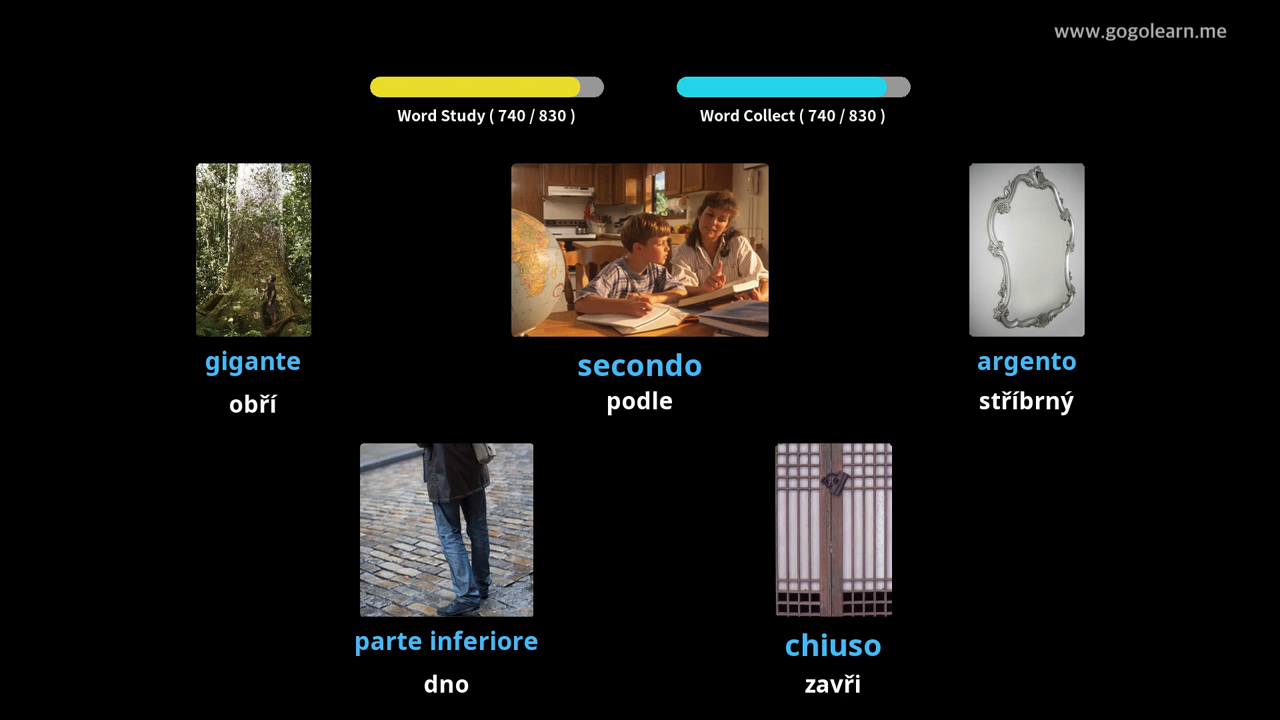 www.gogolearn.me
Word Study ( 740 / 830 )
Word Collect ( 740 / 830 )
gigante
obří
secondo
podle
argento
stříbrný
parte inferiore
dno
chiuso
zavři